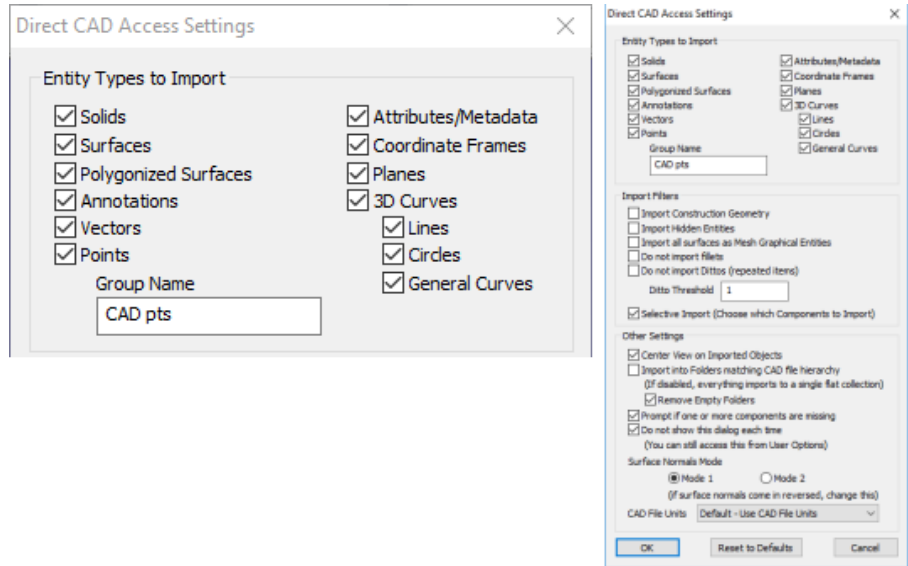 Direct CAD Access Settings
Entity Types to Import
Solids
Surfaces
Polygonized Surfaces
Annotations
Vectors
Points
Group Name
CAD pts
Attributes/Metadata
Coordinate Frames
Planes
3D Curves
Lines
Circles
General Curves
Direct CAD Access Settings
Entity Types to Import
Solids
Surfaces
Polygonized Surfaces
Annotations
Vectors
Points
Group Name
CAD pts
Attributes/Metadata
Coordinate Frames
Planes
3D Curves
Lines
Circles
General Curves
Import Filters
Import Construction Geometry
Import Hidden Entities
Import all surfaces as Mesh Graphical Entities
Do not import fillets
Do not import Dittos (repeated items)
Ditto Threshold 1
Selective Import (Choose which Components to Import)
Other Settings
Center View on Imported Objects
Import into Folders matching CAD file hierarchy
(If disabled, everything imports to a single flat collection)
Remove Empty Folders
Prompt if one or more components are missing
Do not show this dialog each time
(You can still access this from User Options)
Surface Normals Mode
Mode 1 Mode 2
(if surface normals come in reversed, change this)
CAD File Units Default - Use CAD File Units
OK Reset to Defaults Cancel